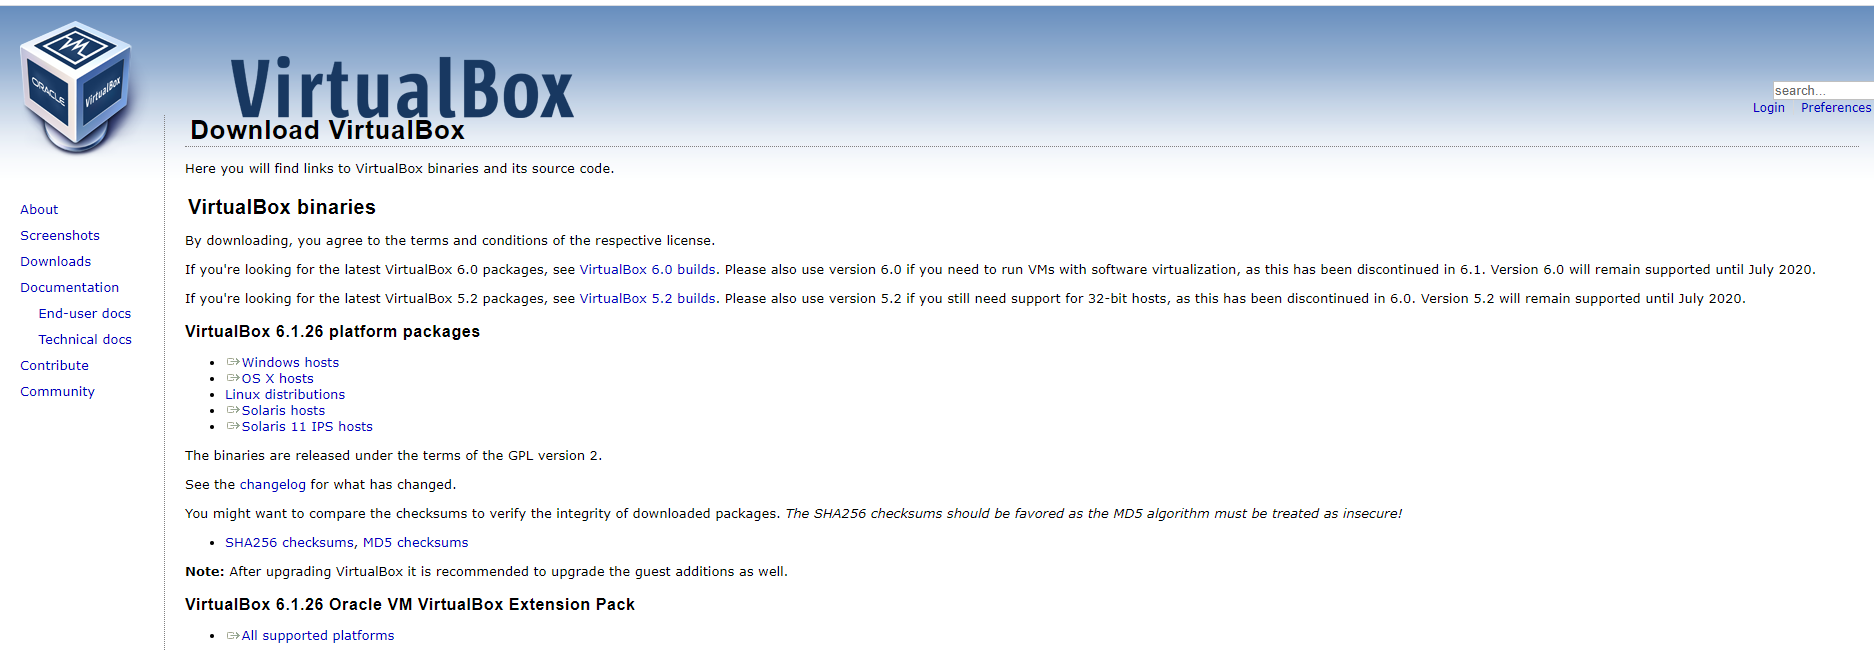 VM
ORACLE
VirtualBox
VirtualBox
search...
Login Preferences
Download VirtualBox
Here you will find links to VirtualBox binaries and its source code.
About
Screenshots
Downloads
Documentation
End-user docs
Technical docs
Contribute
Community
VirtualBox binaries
By downloading, you agree to the terms and conditions of the respective license.
If you're looking for the latest VirtualBox 6.0 packages, see VirtualBox 6.0 builds. Please also use version 6.0 if you need to run VMs with software virtualization, as this has been discontinued in 6.1. Version 6.0 will remain supported until July 2020.
If you're looking for the latest VirtualBox 5.2 packages, see VirtualBox 5.2 builds. Please also use version 5.2 if you still need support for 32-bit hosts, as this has been discontinued in 6.0. Version 5.2 will remain supported until July 2020.
VirtualBox 6.1.26 platform packages
• Windows hosts
• OS X hosts
• Linux distributions
• Solaris hosts
• Solaris 11 IPS hosts
The binaries are released under the terms of the GPL version 2.
See the changelog for what has changed.
You might want to compare the checksums to verify the integrity of downloaded packages. The SHA256 checksums should be favored as the MD5 algorithm must be treated as insecure!
• SHA256 checksums, MD5 checksums
Note: After upgrading VirtualBox it is recommended to upgrade the guest additions as well.
VirtualBox 6.1.26 Oracle VM VirtualBox Extension Pack
• All supported platforms